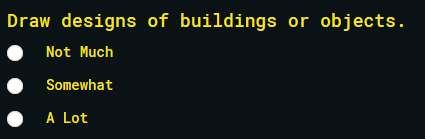 Draw designs of buildings or objects.
Not Much
Somewhat
A Lot